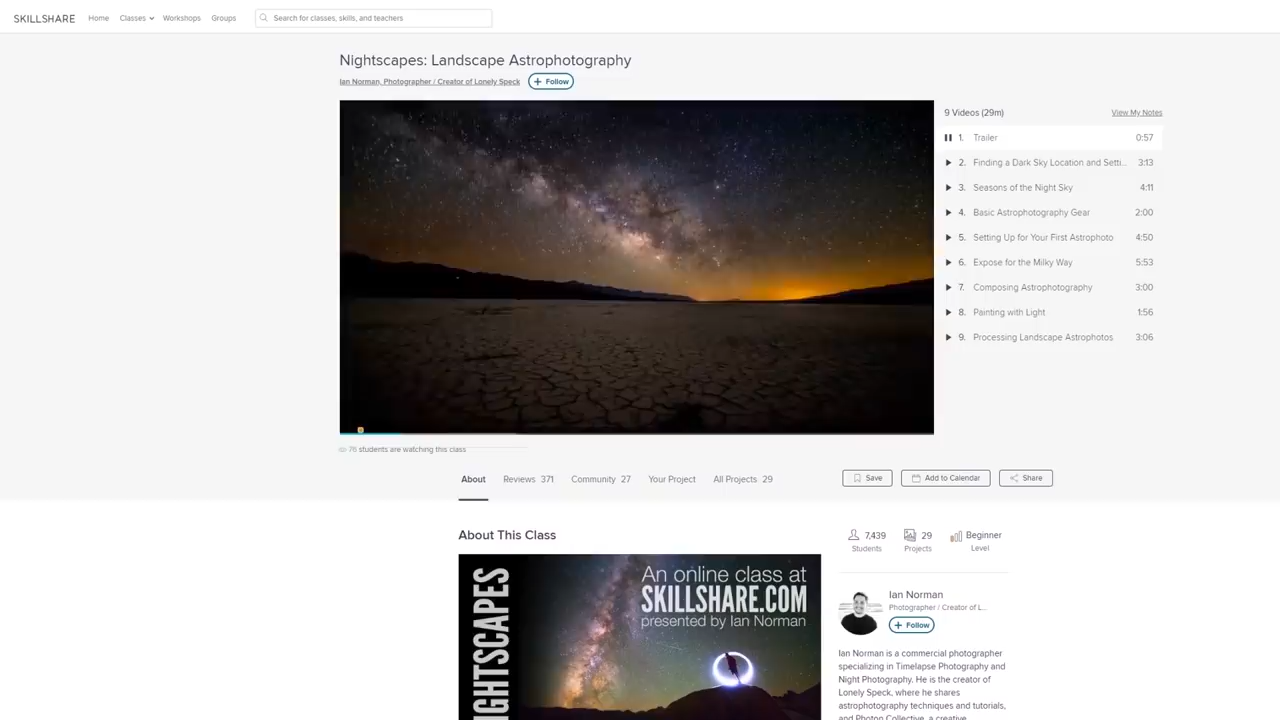 SKILLSHARE Home Classes Workshops Groups Search for classes, skills, and teachers
Nightscapes: Landscape Astrophotography
Ian Norman, Photographer / Creator of Lonely Speck + Follow
9 Videos (29m) View My Notes
1. Trailer 0:57
2. Finding a Dark Sky Location and Setti.. 3:13
3. Seasons of the Night Sky 4:11
4. Basic Astrophotography Gear 2:00
5. Setting Up for Your First Astrophoto 4:50
6. Expose for the Milky Way 5:53
7. Composing Astrophotography 3:00
8. Painting with Light 1:56
9. Processing Landscape Astrophotos 3:06
76 students are watching this class
About Reviews 371 Community 27 Your Project All Projects 29 Save Add to Calendar Share
About This Class
7,439 Students
29 Projects
Beginner Level
An online class at
SKILLSHARE.COM
presented by Ian Norman
IGHTSCAPES
Ian Norman
Photographer / Creator of L...
+ Follow
Ian Norman is a commercial photographer
specializing in Timelapse Photography and
Night Photography. He is the creator of
Lonely Speck, where he shares
astrophotography techniques and tutorials,
and Photon Collective, a creative